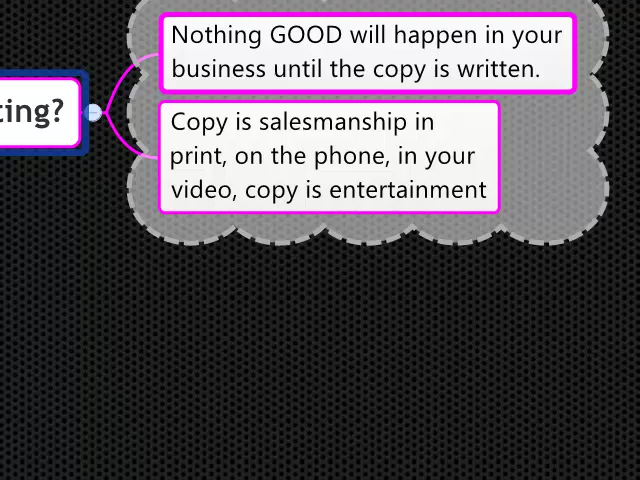 ting?
Nothing GOOD will happen in your
business until the copy is written.
Copy is salesmanship in
print, on the phone, in your
video, copy is entertainment